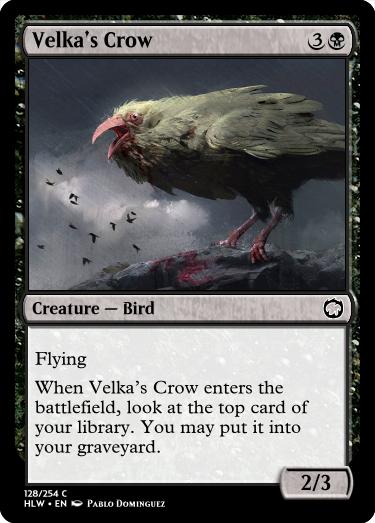 Velka's Crow 3
Creature — Bird
Flying
When Velka's Crow enters the
battlefield, look at the top card of
your library. You may put it into
your graveyard.
2/3
128/254 C
HLW • EN Pablo Dominguez